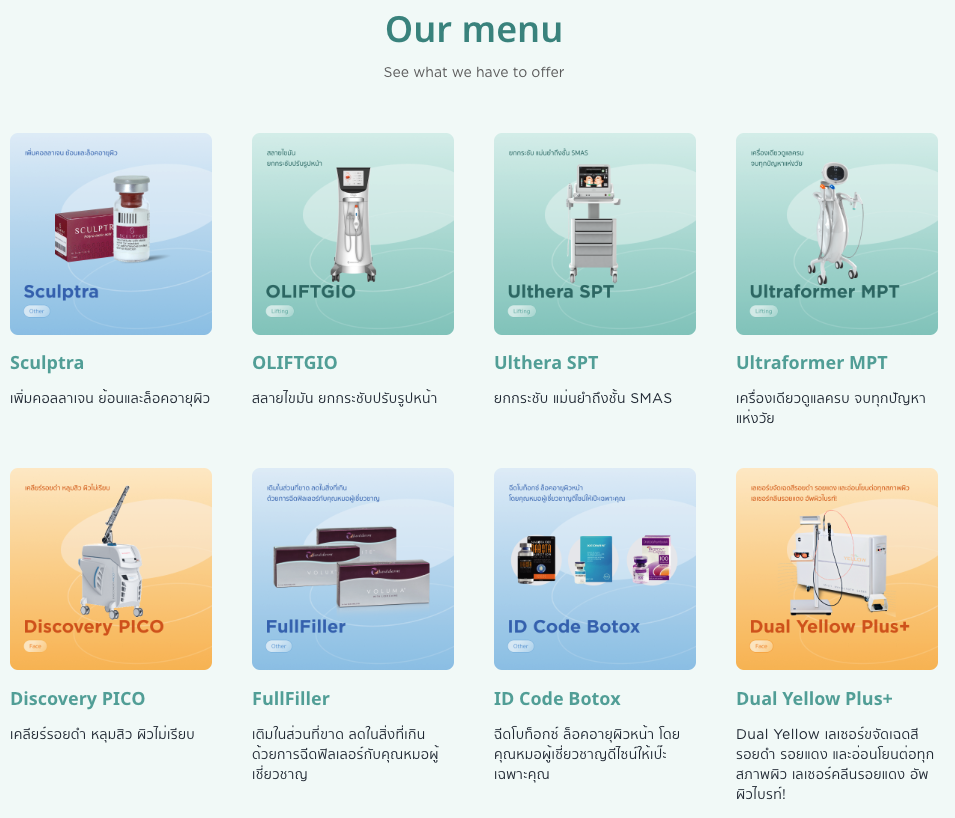 Our menu
See what we have to offer
เพิ่มคอลลาเจน ย้อนและล็อคอายุผิว
SCULPTRA
Sculptra
Other
สลายไขมัน
ยกกระชับปรับรูปหน้า
OLIFTGIO
Lifting
ยกกระชับ แม่นยำถึงชั้น SMAS
Ulthera SPT
Lifting
เครื่องเดียวดูแลครบ
จบทุกปัญหาแห่งวัย
Ultraformer MPT
Lifting
Sculptra
เพิ่มคอลลาเจน ย้อนและล็อคอายุผิว
OLIFTGIO
สลายไขมัน ยกกระชับปรับรูปหน้า
Ulthera SPT
ยกกระชับ แม่นยำถึงชั้น SMAS
Ultraformer MPT
เครื่องเดียวดูแลครบ จบทุกปัญหา
แห่งวัย
เคลียร์รอยดำ หลุมสิว ผิวไม่เรียบ
Discovery PICO
Face
เติมในส่วนที่ขาด ลดในสิ่งที่เกิน
ด้วยการฉีดฟิลเลอร์กับคุณหมอผู้เชี่ยวชาญ
FullFiller
Other
ฉีดโบท็อกซ์ ล็อคอายุผิวหน้า
โดยคุณหมอผู้เชี่ยวชาญดีไซน์ให้เป๊ะเฉพาะคุณ
ID Code Botox
Other
เลเซอร์ขจัดเฉดสีรอยดำ รอยแดง และอ่อนโยนต่อทุกสภาพผิว
เลเซอร์คลีนรอยแดง อัพผิวไบรท์!
Dual Yellow Plus+
Face
Discovery PICO
เคลียร์รอยดำ หลุมสิว ผิวไม่เรียบ
FullFiller
เติมในส่วนที่ขาด ลดในสิ่งที่เกิน
ด้วยการฉีดฟิลเลอร์กับคุณหมอผู้
เชี่ยวชาญ
ID Code Botox
ฉีดโบท็อกซ์ ล็อคอายุผิวหน้า โดย
คุณหมอผู้เชี่ยวชาญดีไซน์ให้เป๊ะ
เฉพาะคุณ
Dual Yellow Plus+
Dual Yellow เลเซอร์ขจัดเฉดสี
รอยดำ รอยแดง และอ่อนโยนต่อทุก
สภาพผิว เลเซอร์คลีนรอยแดง อัพ
ผิวไบรท์!